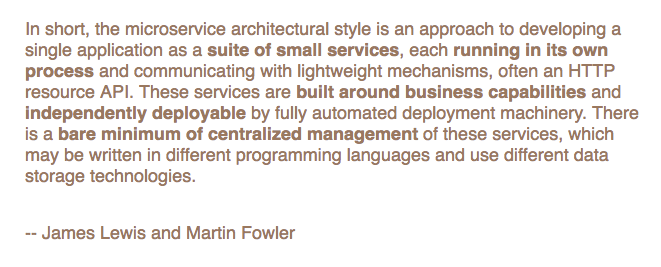 In short, the microservice architectural style is an approach to developing a
single application as a suite of small services, each running in its own
process and communicating with lightweight mechanisms, often an HTTP
resource API. These services are built around business capabilities and
independently deployable by fully automated deployment machinery. There
is a bare minimum of centralized management of these services, which
may be written in different programming languages and use different data
storage technologies.
-- James Lewis and Martin Fowler